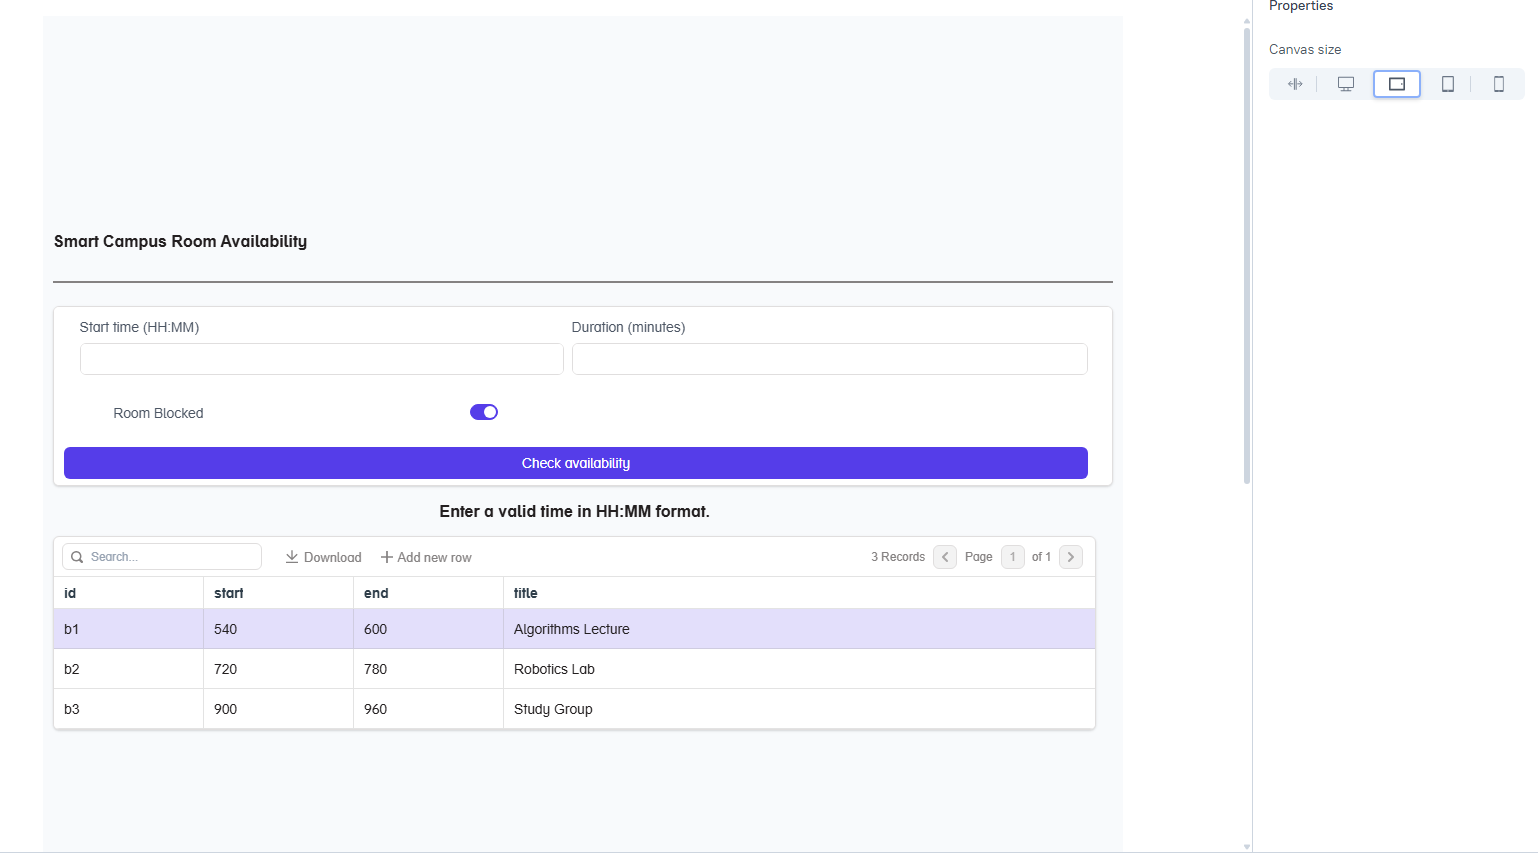 Properties
Canvas size
Smart Campus Room Availability
Start time (HH:MM) Duration (minutes)
Room Blocked
Check availability
Enter a valid time in HH:MM format.
Search... Download Add new row 3 Records Page 1 of 1
id start end title
b1 540 600 Algorithms Lecture
b2 720 780 Robotics Lab
b3 900 960 Study Group